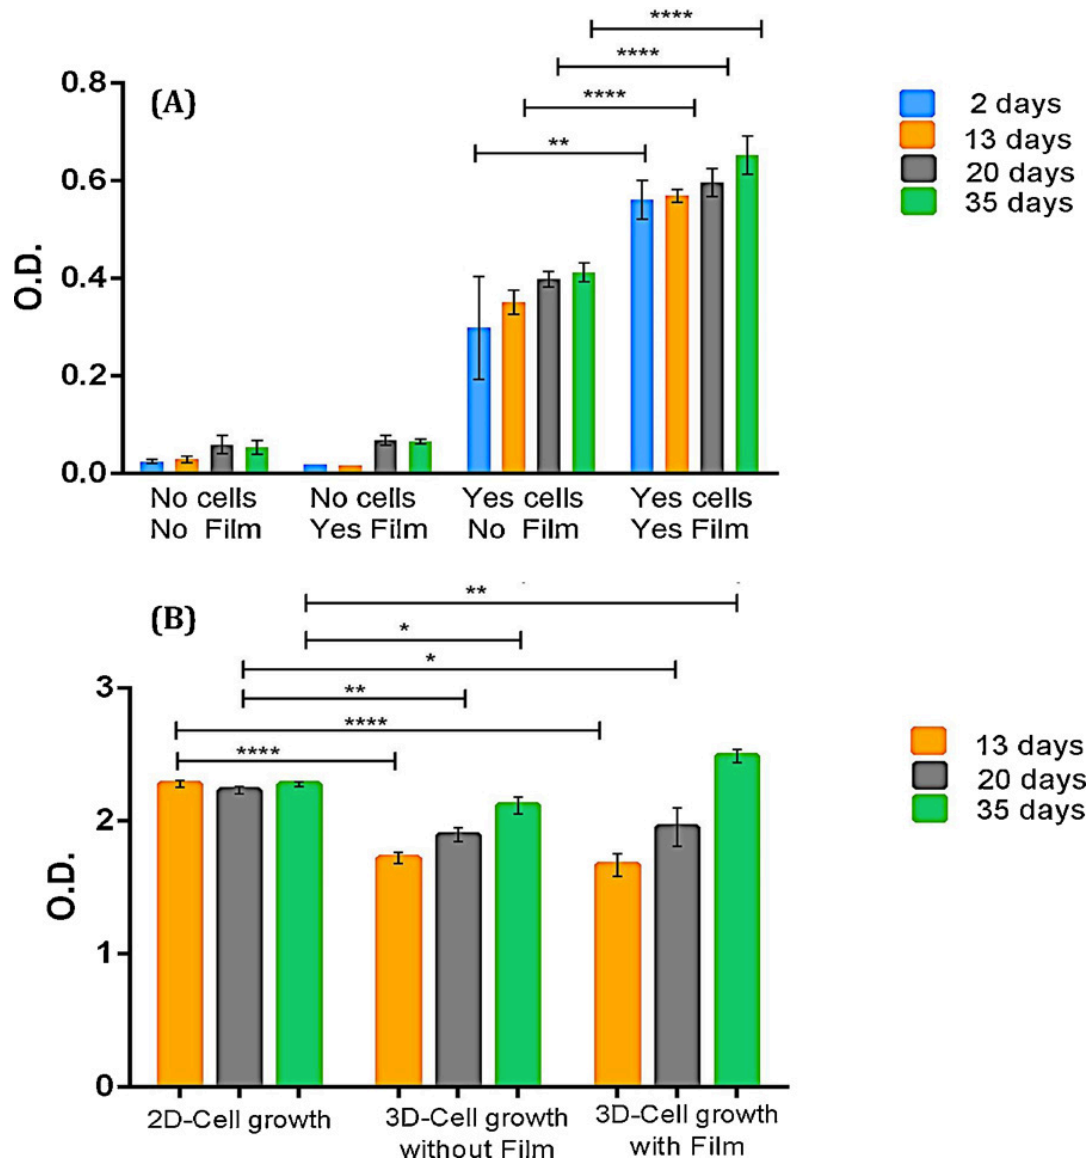 ****
****
****
**
(A)
0.8
0.6
0.4
0.2
0.0
O.D.
2 days
13 days
20 days
35 days
No cells
No Film
No cells
Yes Film
Yes cells
No Film
Yes cells
Yes Film
**
(B)
*
*
**
****
****
3
2
1
0
O.D.
13 days
20 days
35 days
2D-Cell growth
3D-Cell growth
without Film
3D-Cell growth
with Film